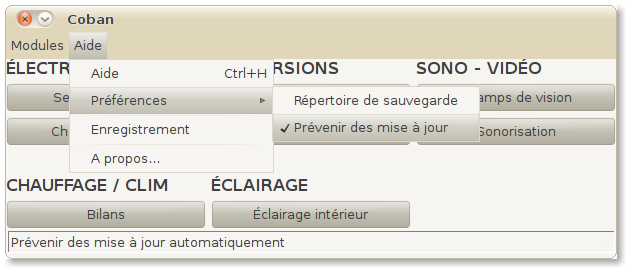 Coban
Modules Aide
ÉLECTR RSIONS SONO - VIDÉO
Aide Ctrl+H
Se amps de vision
Préférences Répertoire de sauvegarde
Ch Sonorisation
Enregistrement ✓ Prévenir des mise à jour
A propos...
CHAUFFAGE / CLIM ÉCLAIRAGE
Bilans Éclairage intérieur
Prévenir des mise à jour automatiquement